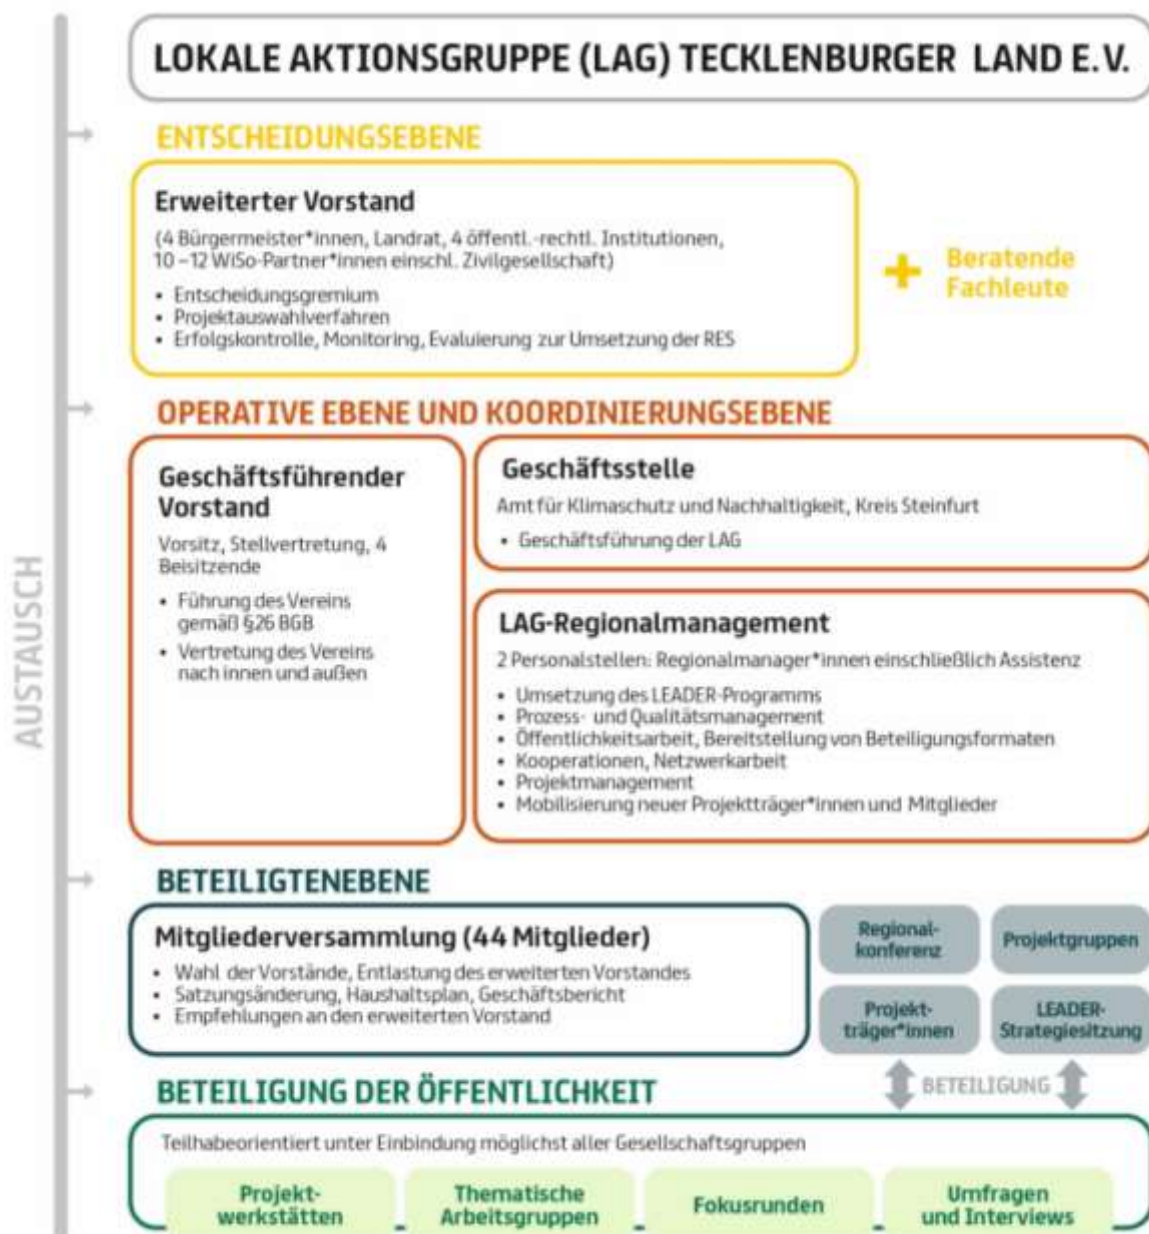 LOKALE AKTIONSGRUPPE (LAG) TECKLENBURGER LAND E.V.
ENTSCHEIDUNGSEBENE
Erweiterter Vorstand
(4 Bürgermeister*innen, Landrat, 4 öffentl.-rechtl. Institutionen,
10 –12 WiSo-Partner*innen einschl. Zivilgesellschaft)
• Entscheidungsgremium
• Projektauswahlverfahren
• Erfolgskontrolle, Monitoring, Evaluierung zur Umsetzung der RES
+ Beratende
Fachleute
OPERATIVE EBENE UND KOORDINIERUNGSEBENE
Geschäftsführender
Vorstand
Vorsitz, Stellvertretung, 4
Beisitzende
• Führung des Vereins
gemäß §26 BGB
• Vertretung des Vereins
nach innen und außen
Geschäftsstelle
Amt für Klimaschutz und Nachhaltigkeit, Kreis Steinfurt
• Geschäftsführung der LAG
LAG-Regionalmanagement
2 Personalstellen: Regionalmanager*innen einschließlich Assistenz
• Umsetzung des LEADER-Programms
• Prozess- und Qualitätsmanagement
• Öffentlichkeitsarbeit, Bereitstellung von Beteiligungsformaten
• Kooperationen, Netzwerkarbeit
• Projektmanagement
• Mobilisierung neuer Projektträger*innen und Mitglieder
AUSTAUSCH
BETEILIGTENEBENE
Mitgliederversammlung (44 Mitglieder)
• Wahl der Vorstände, Entlastung des erweiterten Vorstandes
• Satzungsänderung, Haushaltsplan, Geschäftsbericht
• Empfehlungen an den erweiterten Vorstand
Regional-
konferenz
Projektgruppen
Projekt-
träger*innen
LEADER-
Strategiesitzung
BETEILIGUNG
BETEILIGUNG DER ÖFFENTLICHKEIT
Teilhabeorientiert unter Einbindung möglichst aller Gesellschaftsgruppen
Projekt-
werkstätten
Thematische
Arbeitsgruppen
Fokusrunden
Umfragen
und Interviews